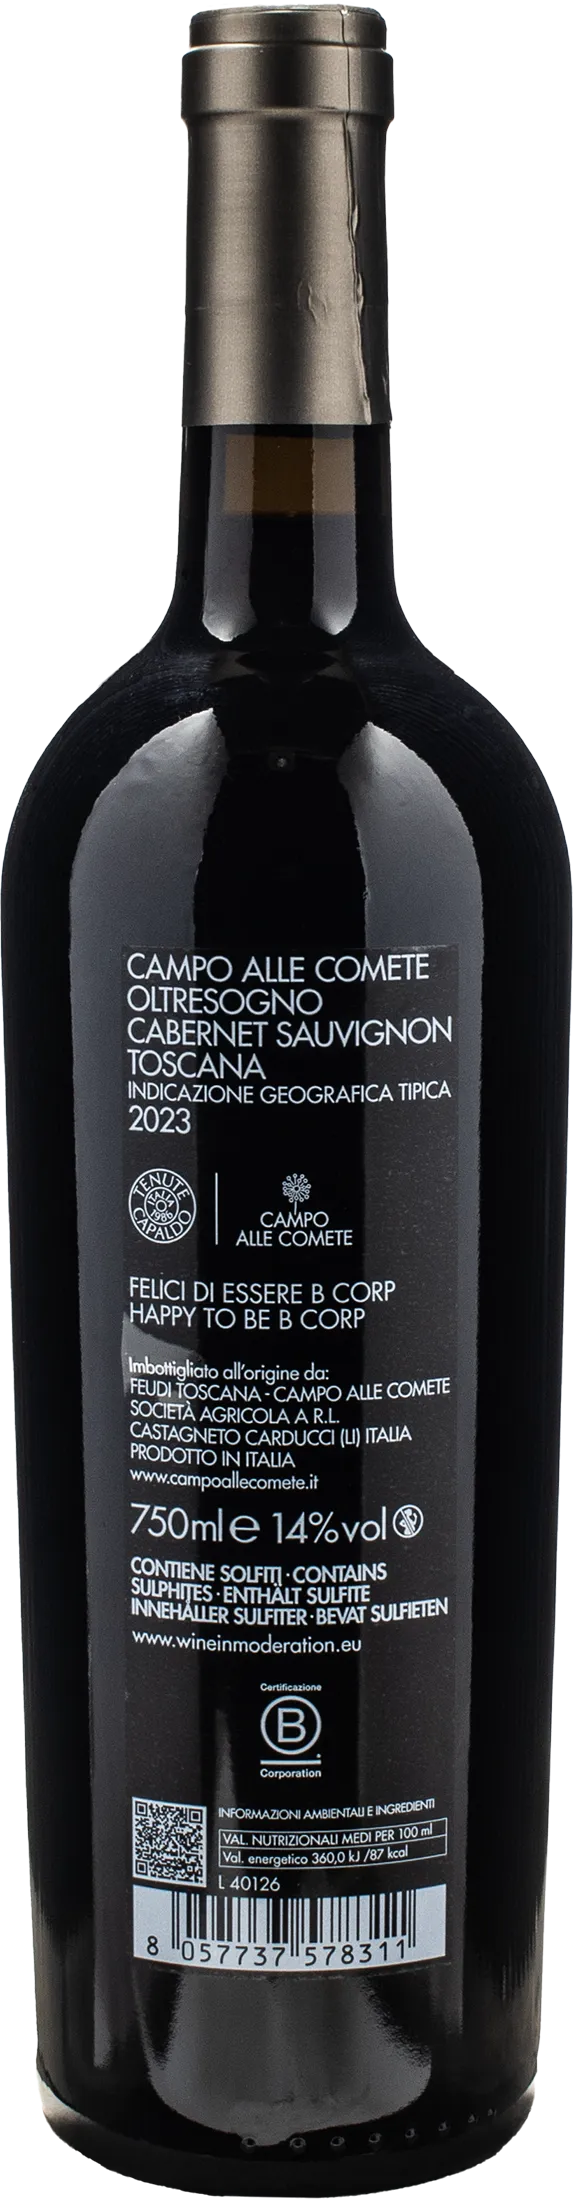 CAMPO ALLE COMETE
OLTRESOGNO
CABERNET SAUVIGNON
TOSCANA
INDICAZIONE GEOGRAFICA TIPICA
2023
TENUTE
ITALIA
1986
CAPALDO
CAMPO
ALLE COMETE
FELICI DI ESSERE B CORP
HAPPY TO BE B CORP
Imbottigliato all'origine da:
FEUDI TOSCANA - CAMPO ALLE COMETE
SOCIETÀ AGRICOLA A R.L.
CASTAGNETO CARDUCCI (LI) ITALIA
PRODOTTO IN ITALIA
www.campoallecomete.it
750ml e 14%vol
CONTIENE SOLFITI · CONTAINS
SULPHITES · ENTHÄLT SULFITE
INNEHÅLLER SULFITER · BEVAT SULFIETEN
www.wineinmoderation.eu
Certificazione
B
Corporation
INFORMAZIONI AMBIENTALI E INGREDIENTI
VAL. NUTRIZIONALI MEDI PER 100 ml
Val. energetico 360,0 kJ /87 kcal
L 40126
8 057737 578311